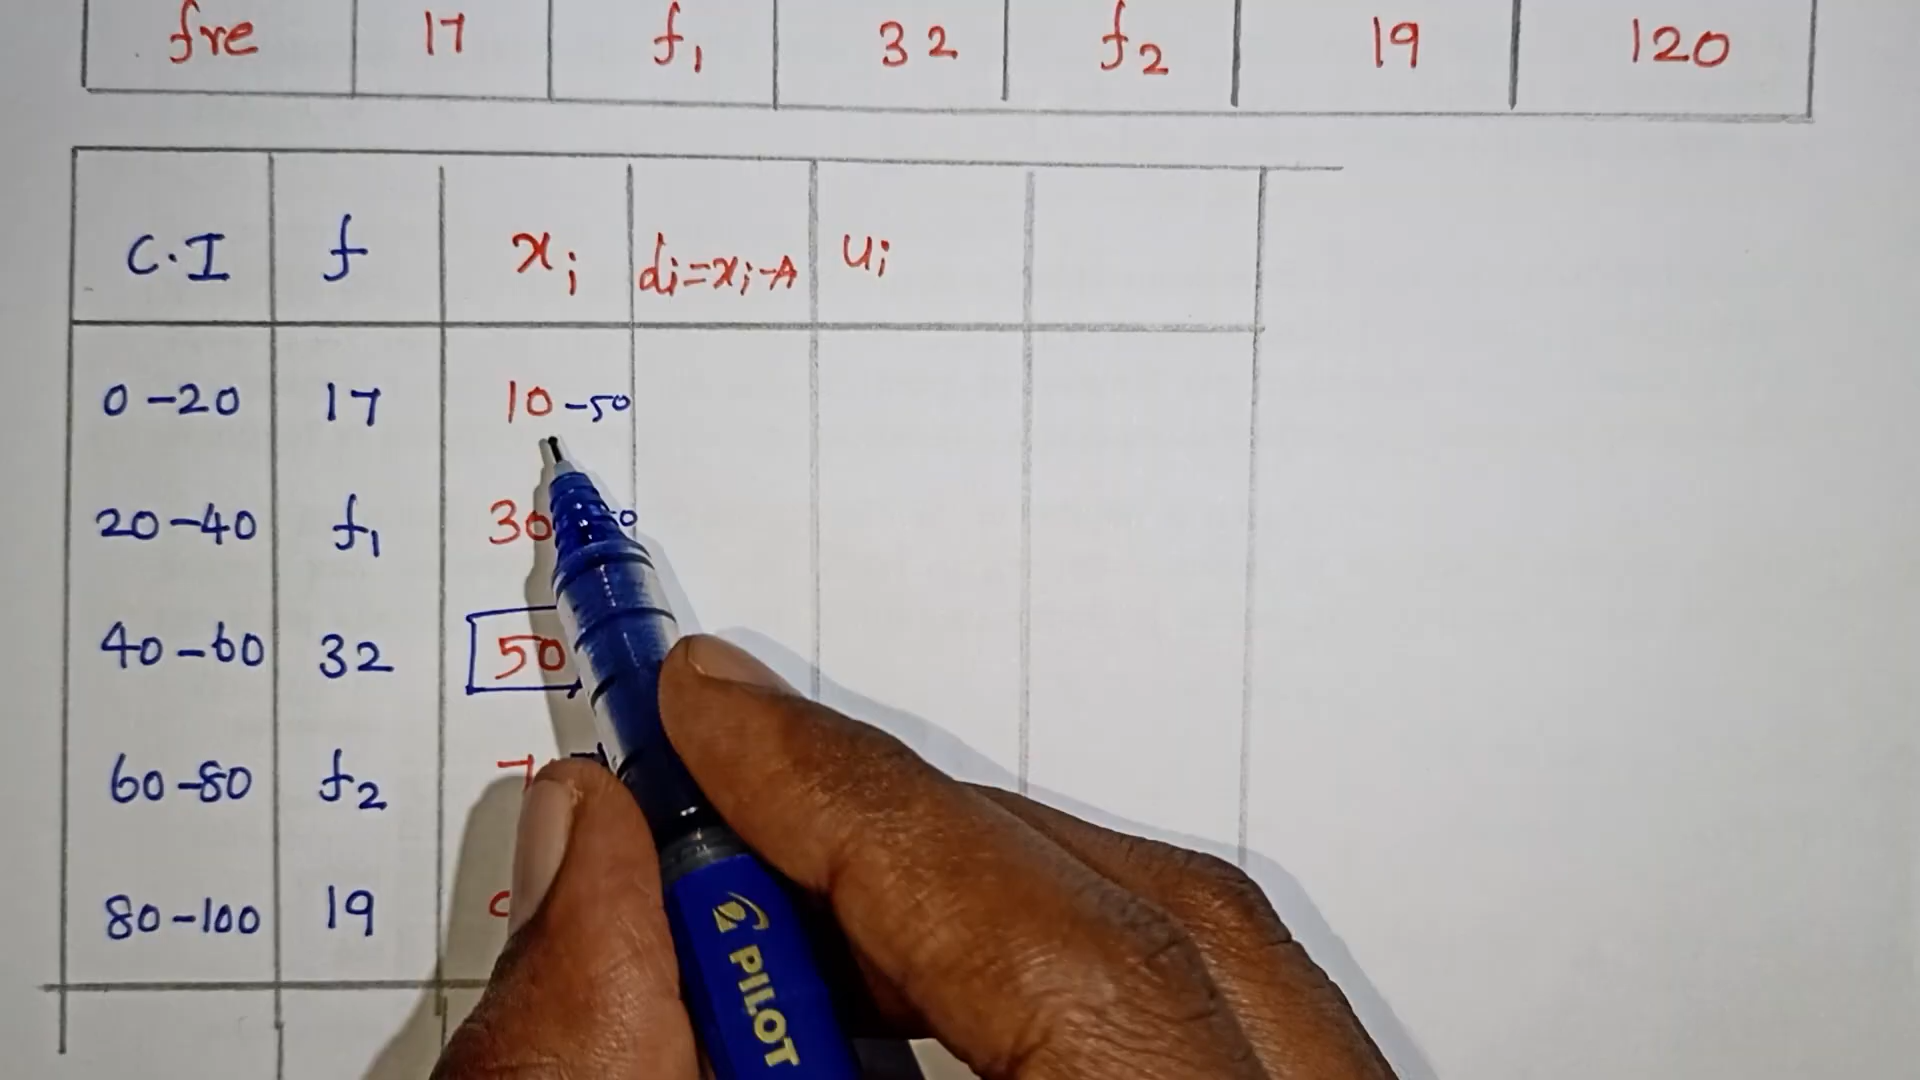 fre 17 f₁ 32 f₂ 19 120
C.I f xᵢ dᵢ=xᵢ-A uᵢ
0-20 17 10-50
20-40 f₁ 30
40-60 32 50
60-80 f₂
80-100 19
PILOT